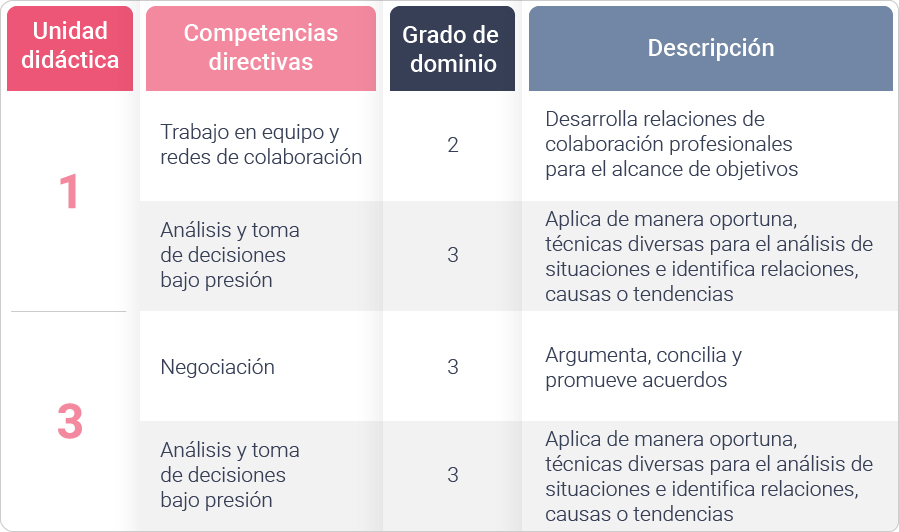 Unidad
didáctica
Competencias
directivas
Grado de
dominio
Descripción
1
Trabajo en equipo y
redes de colaboración
2
Desarrolla relaciones de
colaboración profesionales
para el alcance de objetivos
Análisis y toma
de decisiones
bajo presión
3
Aplica de manera oportuna,
técnicas diversas para el análisis de
situaciones e identifica relaciones,
causas o tendencias
3
Negociación
3
Argumenta, concilia y
promueve acuerdos
Análisis y toma
de decisiones
bajo presión
3
Aplica de manera oportuna,
técnicas diversas para el análisis de
situaciones e identifica relaciones,
causas o tendencias